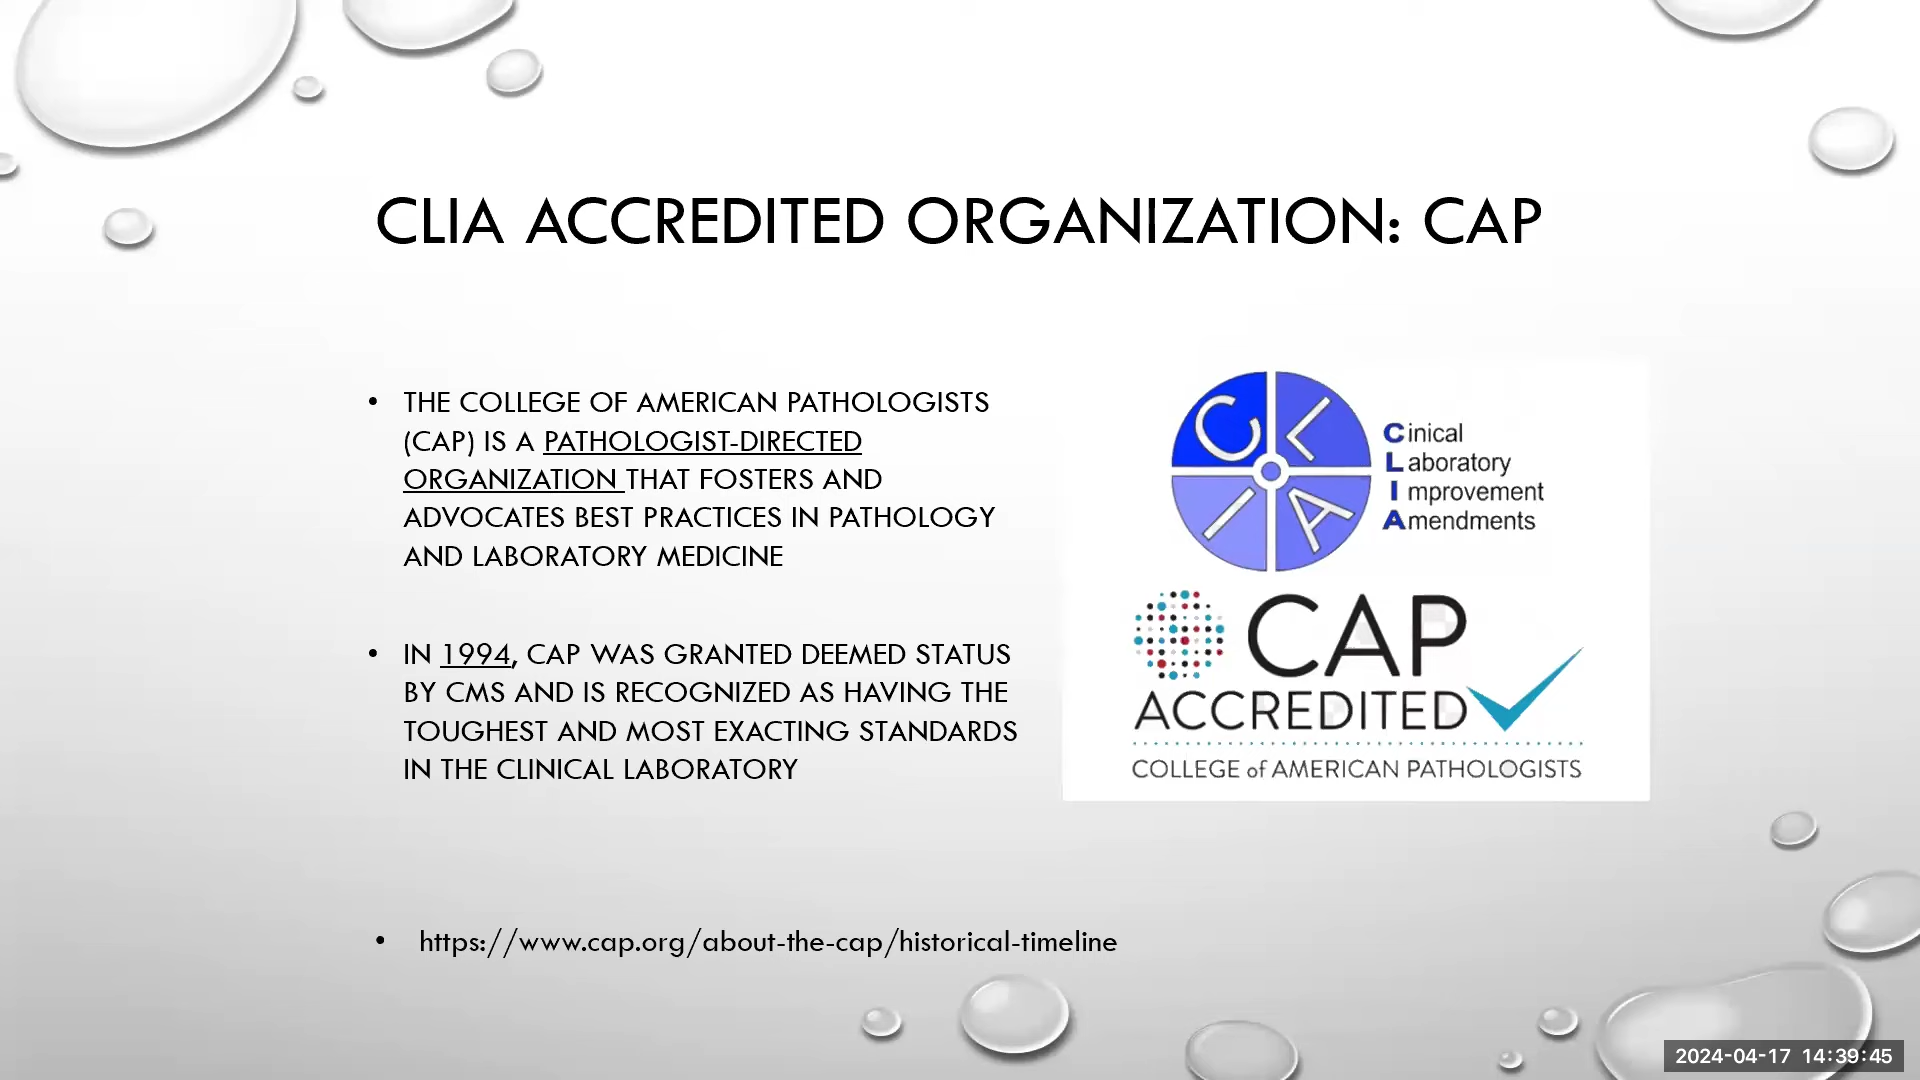 CLIA ACCREDITED ORGANIZATION: CAP
• THE COLLEGE OF AMERICAN PATHOLOGISTS
(CAP) IS A PATHOLOGIST-DIRECTED
ORGANIZATION THAT FOSTERS AND
ADVOCATES BEST PRACTICES IN PATHOLOGY
AND LABORATORY MEDICINE
• IN 1994, CAP WAS GRANTED DEEMED STATUS
BY CMS AND IS RECOGNIZED AS HAVING THE
TOUGHEST AND MOST EXACTING STANDARDS
IN THE CLINICAL LABORATORY
• https://www.cap.org/about-the-cap/historical-timeline
C L
I A
C inical
L aboratory
I mprovement
Amendments
CAP
ACCREDITED
COLLEGE of AMERICAN PATHOLOGISTS
2024-04-17 14:39:45